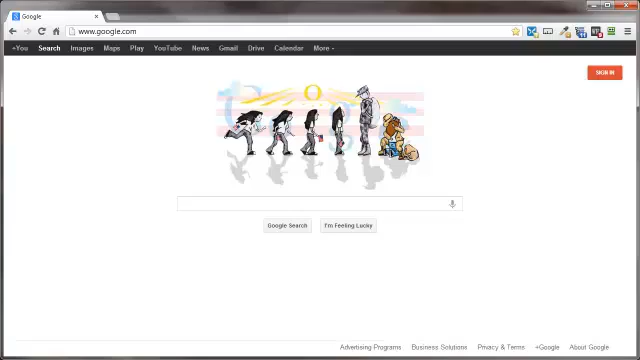 Google
www.google.com
+You Search Images Maps Play YouTube News Gmail Drive Calendar More
SIGN IN
Google Search I'm Feeling Lucky
Advertising Programs Business Solutions Privacy & Terms +Google About Google